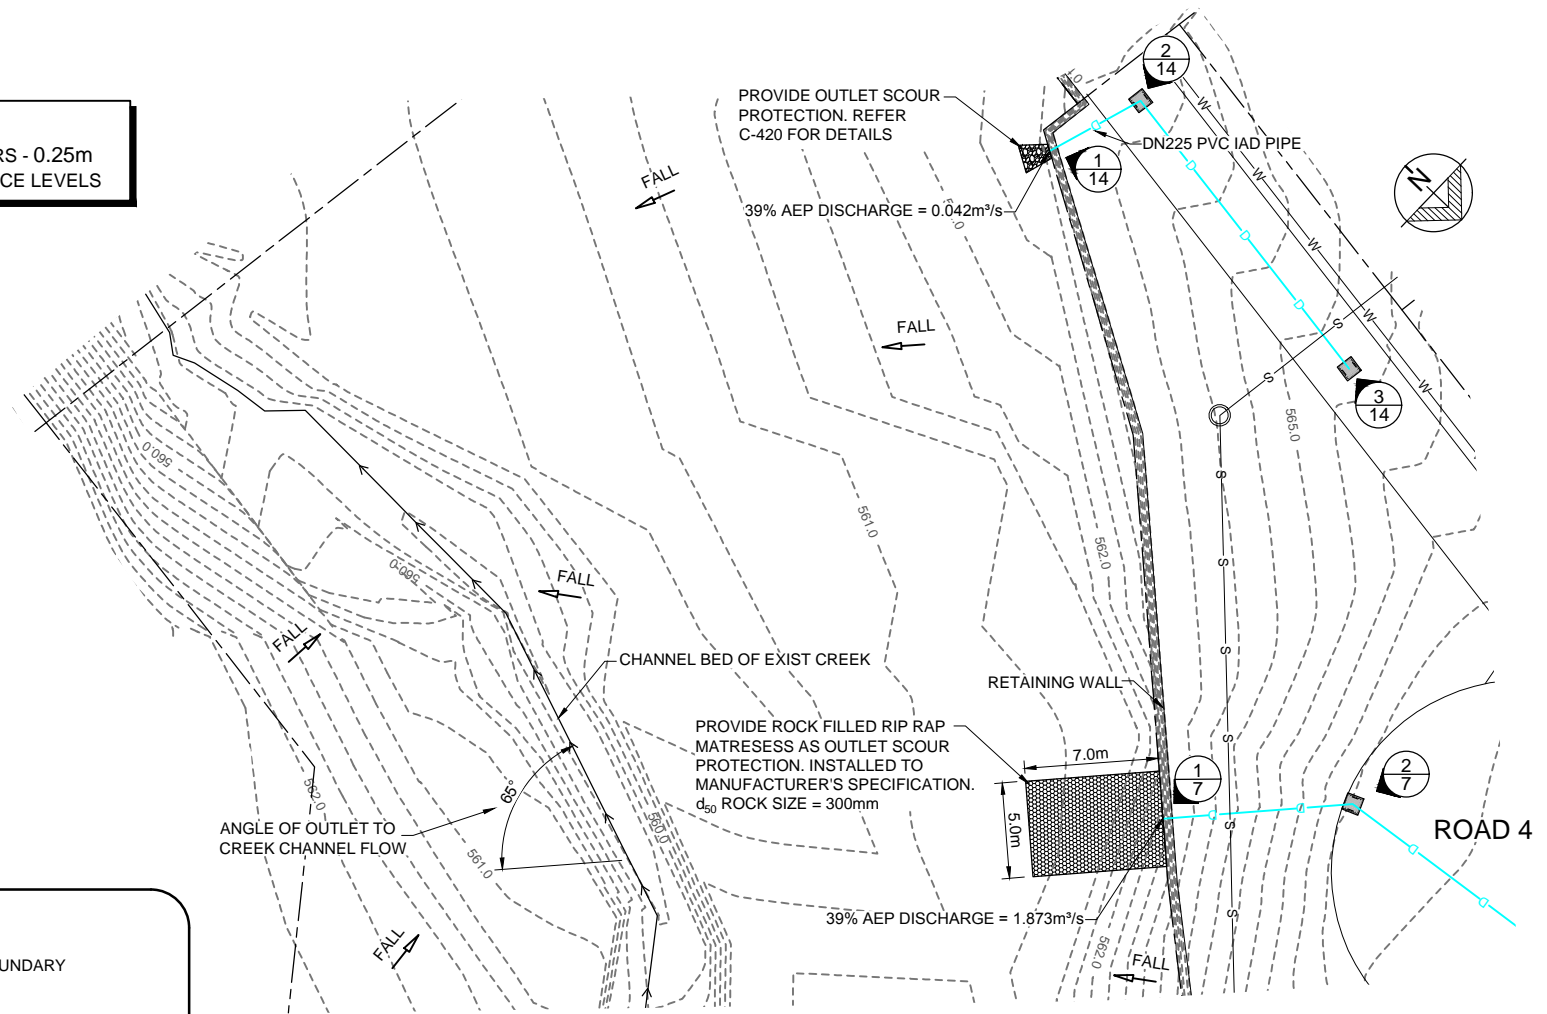 RS - 0.25m
CE LEVELS
PROVIDE OUTLET SCOUR
PROTECTION. REFER
C-420 FOR DETAILS
2
14
DN225 PVC IAD PIPE
1
14
39% AEP DISCHARGE = 0.042m³/s
FALL
N
W
W
W
W
W
FALL
S
S
3
14
565.0
560.0
561.0
562.0
560.0
S
S
S
S
S
S
FALL
FALL
CHANNEL BED OF EXIST CREEK
RETAINING WALL
PROVIDE ROCK FILLED RIP RAP
MATRESESS AS OUTLET SCOUR
PROTECTION. INSTALLED TO
MANUFACTURER'S SPECIFICATION.
d50 ROCK SIZE = 300mm
7.0m
5.0m
1
7
2
7
ROAD 4
562.0
65°
560.0
ANGLE OF OUTLET TO
CREEK CHANNEL FLOW
561.0
39% AEP DISCHARGE = 1.873m³/s
562.0
FALL
FALL
UNDARY